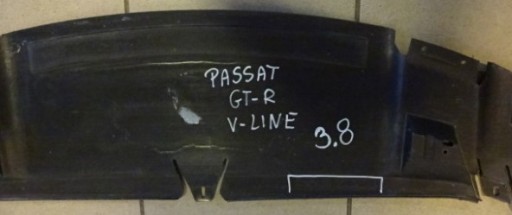 PASSAT
GT-R
V-LINE
3.8